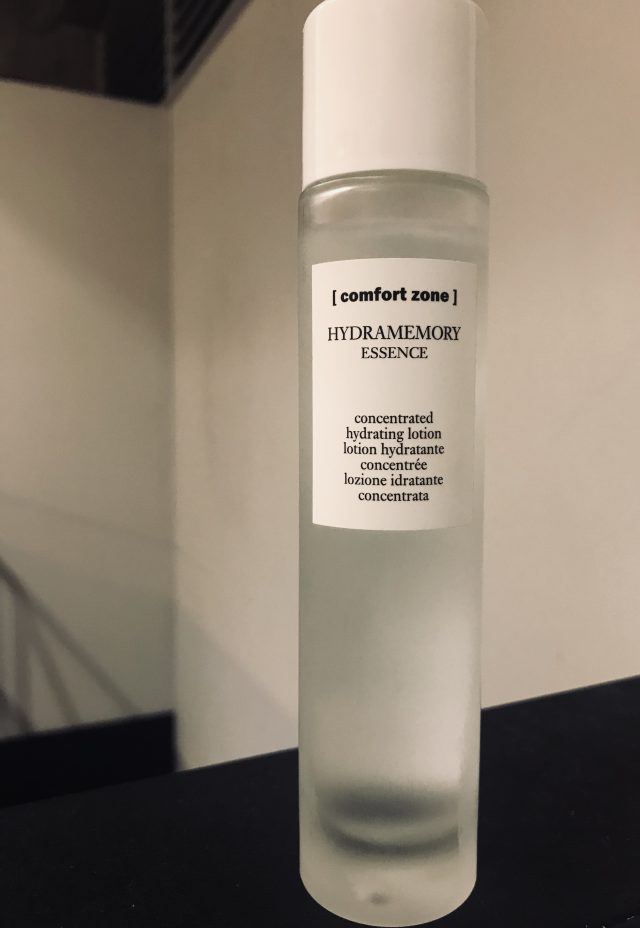 [ comfort zone ]
HYDRAMEMORY
ESSENCE
concentrated
hydrating lotion
lotion hydratante
concentrée
lozione idratante
concentrata